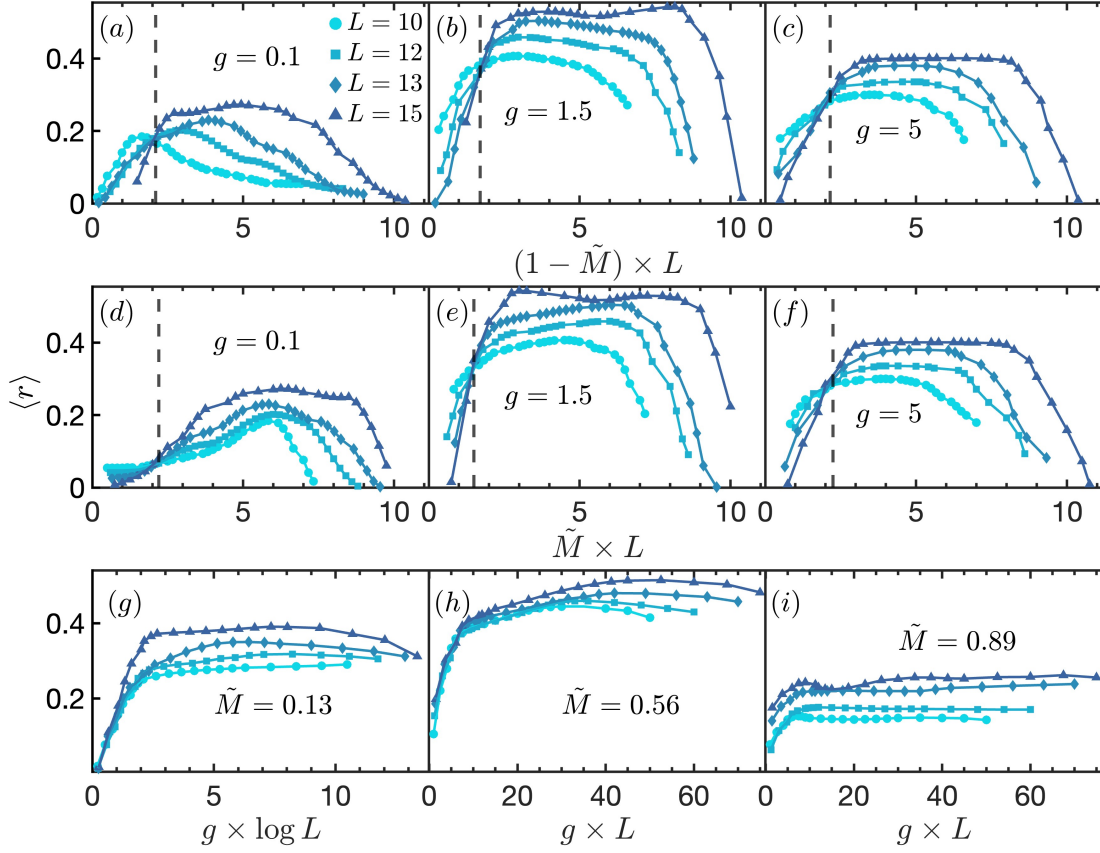 (a) g = 0.1 L = 10
L = 12
L = 13
L = 15
(b) g = 1.5
(c) g = 5
0.4
0.2
0
0 5 10 0 5 10 0 5 10
(1 − M̃) × L
(d) g = 0.1
(e) g = 1.5
(f) g = 5
⟨r⟩
0.4
0.2
0
0 5 10 0 5 10 0 5 10
M̃ × L
(g) M̃ = 0.13
(h) M̃ = 0.56
(i) M̃ = 0.89
0.4
0.2
0 5 10 0 20 40 60 0 20 40 60
g × log L g × L g × L